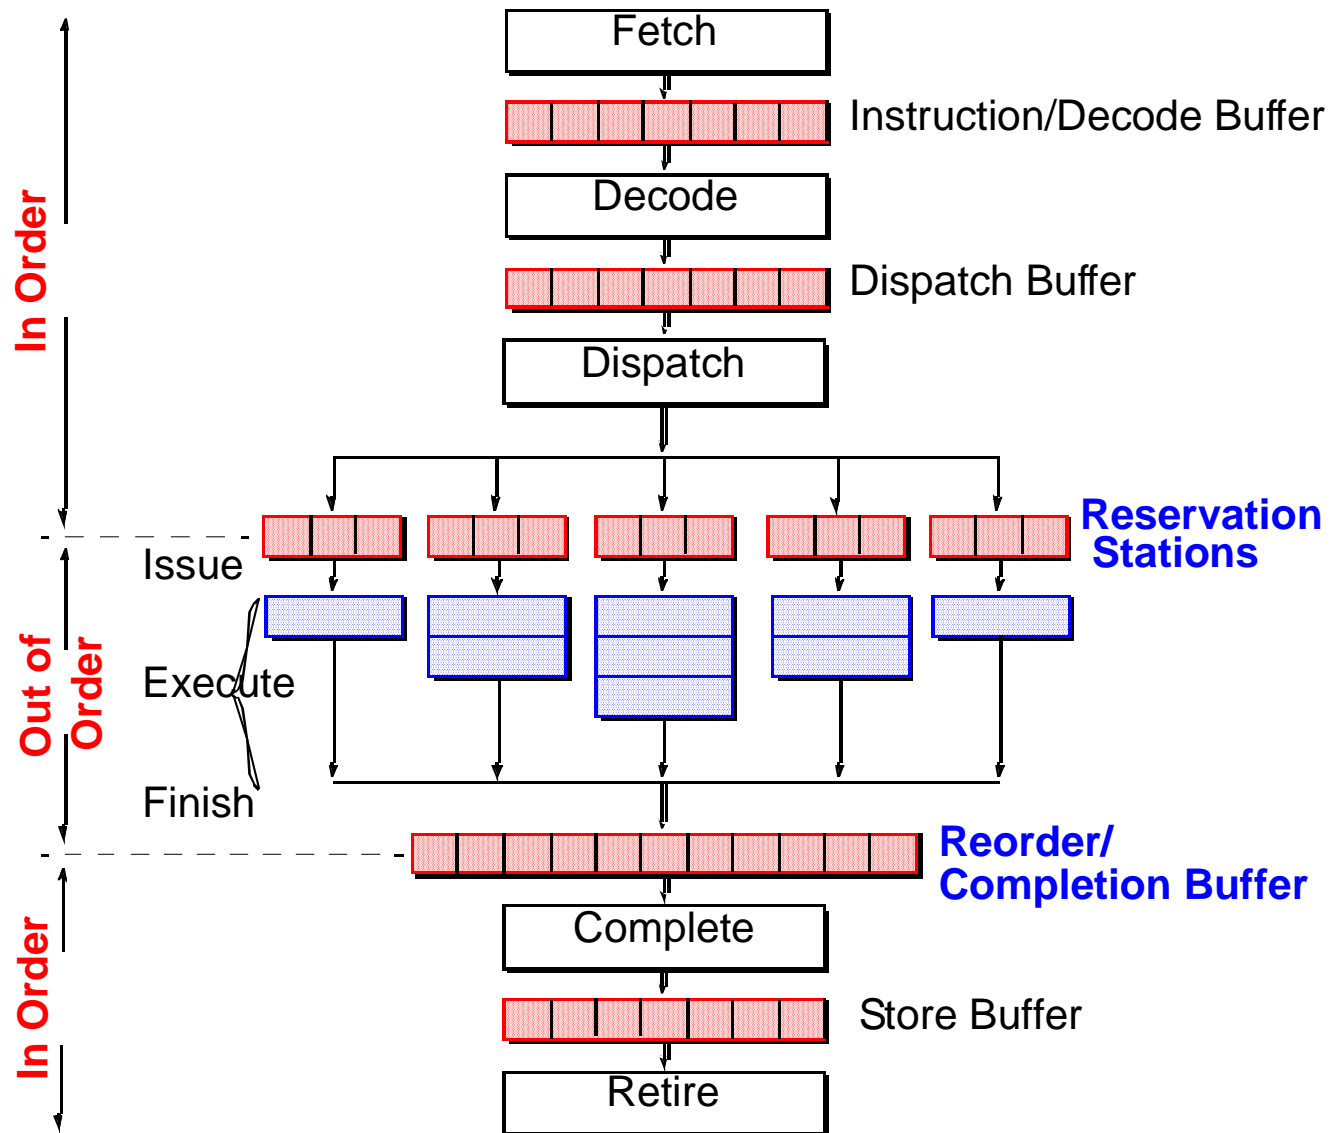 Fetch
Instruction/Decode Buffer
Decode
In Order
Dispatch Buffer
Dispatch
Reservation
Stations
Issue
Out of
Order
Execute
Finish
Reorder/
Completion Buffer
Complete
In Order
Store Buffer
Retire